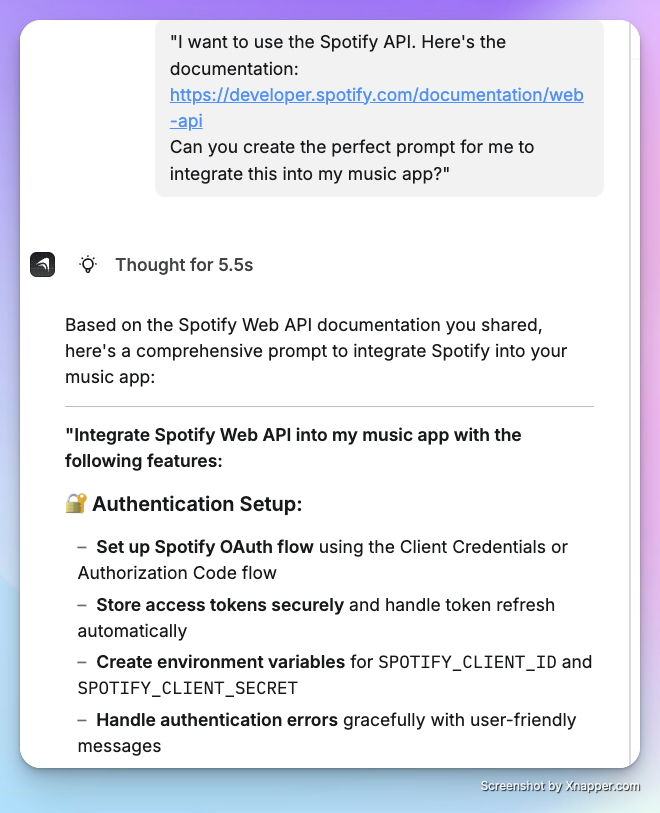 "I want to use the Spotify API. Here's the
documentation:
https://developer.spotify.com/documentation/web
-api
Can you create the perfect prompt for me to
integrate this into my music app?"
Thought for 5.5s
Based on the Spotify Web API documentation you shared,
here's a comprehensive prompt to integrate Spotify into your
music app:
"Integrate Spotify Web API into my music app with the
following features:
🔐 Authentication Setup:
– Set up Spotify OAuth flow using the Client Credentials or
Authorization Code flow
– Store access tokens securely and handle token refresh
automatically
– Create environment variables for SPOTIFY_CLIENT_ID and
SPOTIFY_CLIENT_SECRET
– Handle authentication errors gracefully with user-friendly
messages
Screenshot by Xnapper.com